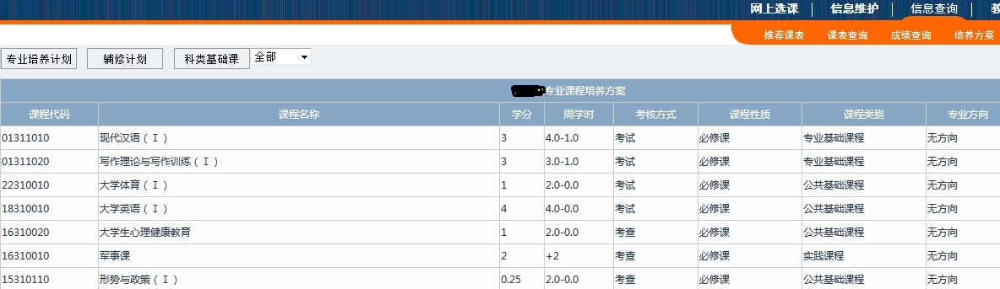 网上选课 信息维护 信息查询 教
推荐课表 课表查询 成绩查询 培养方案
专业培养计划 辅修计划 科类基础课 全部
专业课程培养方案
课程代码 课程名称 学分 周学时 考核方式 课程性质 课程类别 专业方向
01311010 现代汉语（Ⅰ） 3 4.0-1.0 考试 必修课 专业基础课程 无方向
01311020 写作理论与写作训练（Ⅰ） 3 3.0-1.0 考试 必修课 专业基础课程 无方向
22310010 大学体育（Ⅰ） 1 2.0-0.0 考试 必修课 公共基础课程 无方向
18310010 大学英语（Ⅰ） 4 4.0-0.0 考试 必修课 公共基础课程 无方向
16310020 大学生心理健康教育 1 2.0-0.0 考查 必修课 公共基础课程 无方向
16310010 军事课 2 +2 考查 必修课 实践课程 无方向
15310110 形势与政策（Ⅰ） 0.25 2.0-0.0 考查 必修课 公共基础课程 无方向